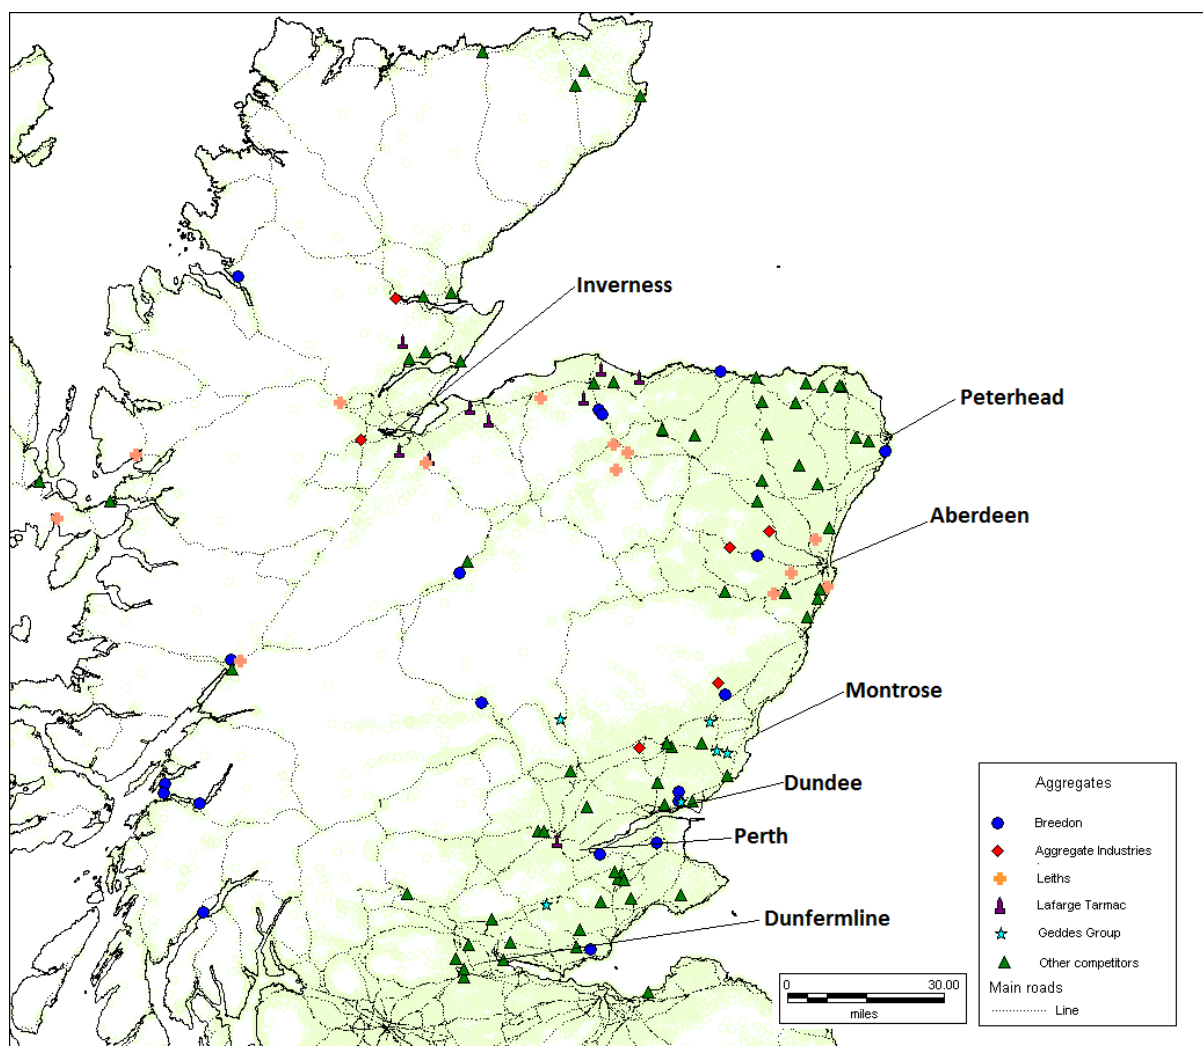 Inverness
Peterhead
Aberdeen
Montrose
Dundee
Perth
Dunfermline
0 30.00
miles
Aggregates
Breedon
Aggregate Industries
Leiths
Lafarge Tarmac
Geddes Group
Other competitors
Main roads
Line